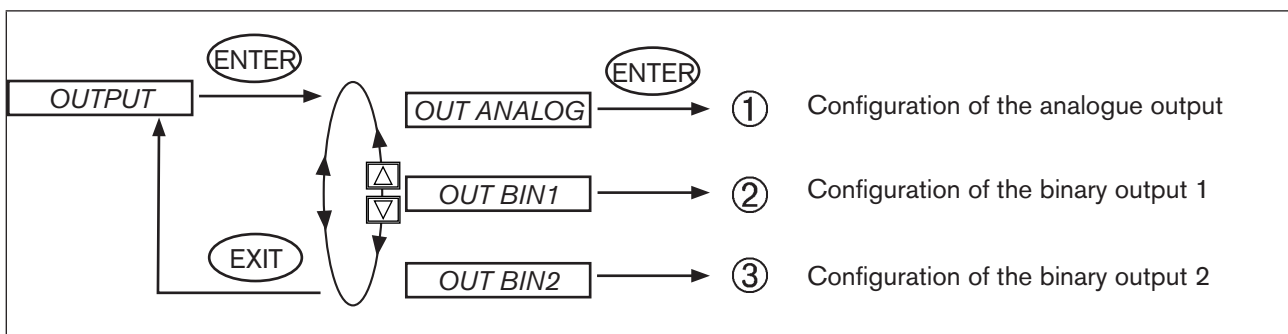 ENTER
ENTER
OUTPUT
OUT ANALOG
① Configuration of the analogue output
OUT BIN1
② Configuration of the binary output 1
EXIT
OUT BIN2
③ Configuration of the binary output 2